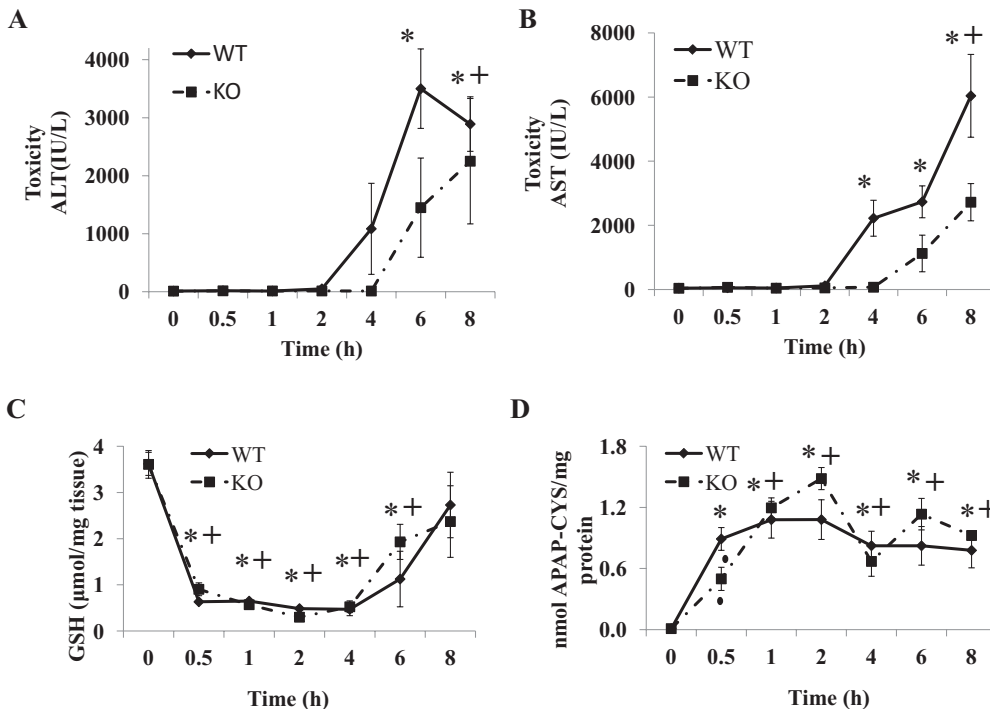 A
Toxicity
ALT(IU/L)
4000
3000
2000
1000
0
WT
KO
*
*+
0 0.5 1 2 4 6 8
Time (h)
B
Toxicity
AST (IU/L)
8000
6000
4000
2000
0
WT
KO
*
*
*+
0 0.5 1 2 4 6 8
Time (h)
C
GSH (µmol/mg tissue)
4
3
2
1
0
WT
KO
*+ *+ *+ *+ *+
0 0.5 1 2 4 6 8
Time (h)
D
nmol APAP-CYS/mg
protein
1.8
1.2
0.6
0.0
WT
KO
* *+ *+ *+ *+ *+
0 0.5 1 2 4 6 8
Time (h)